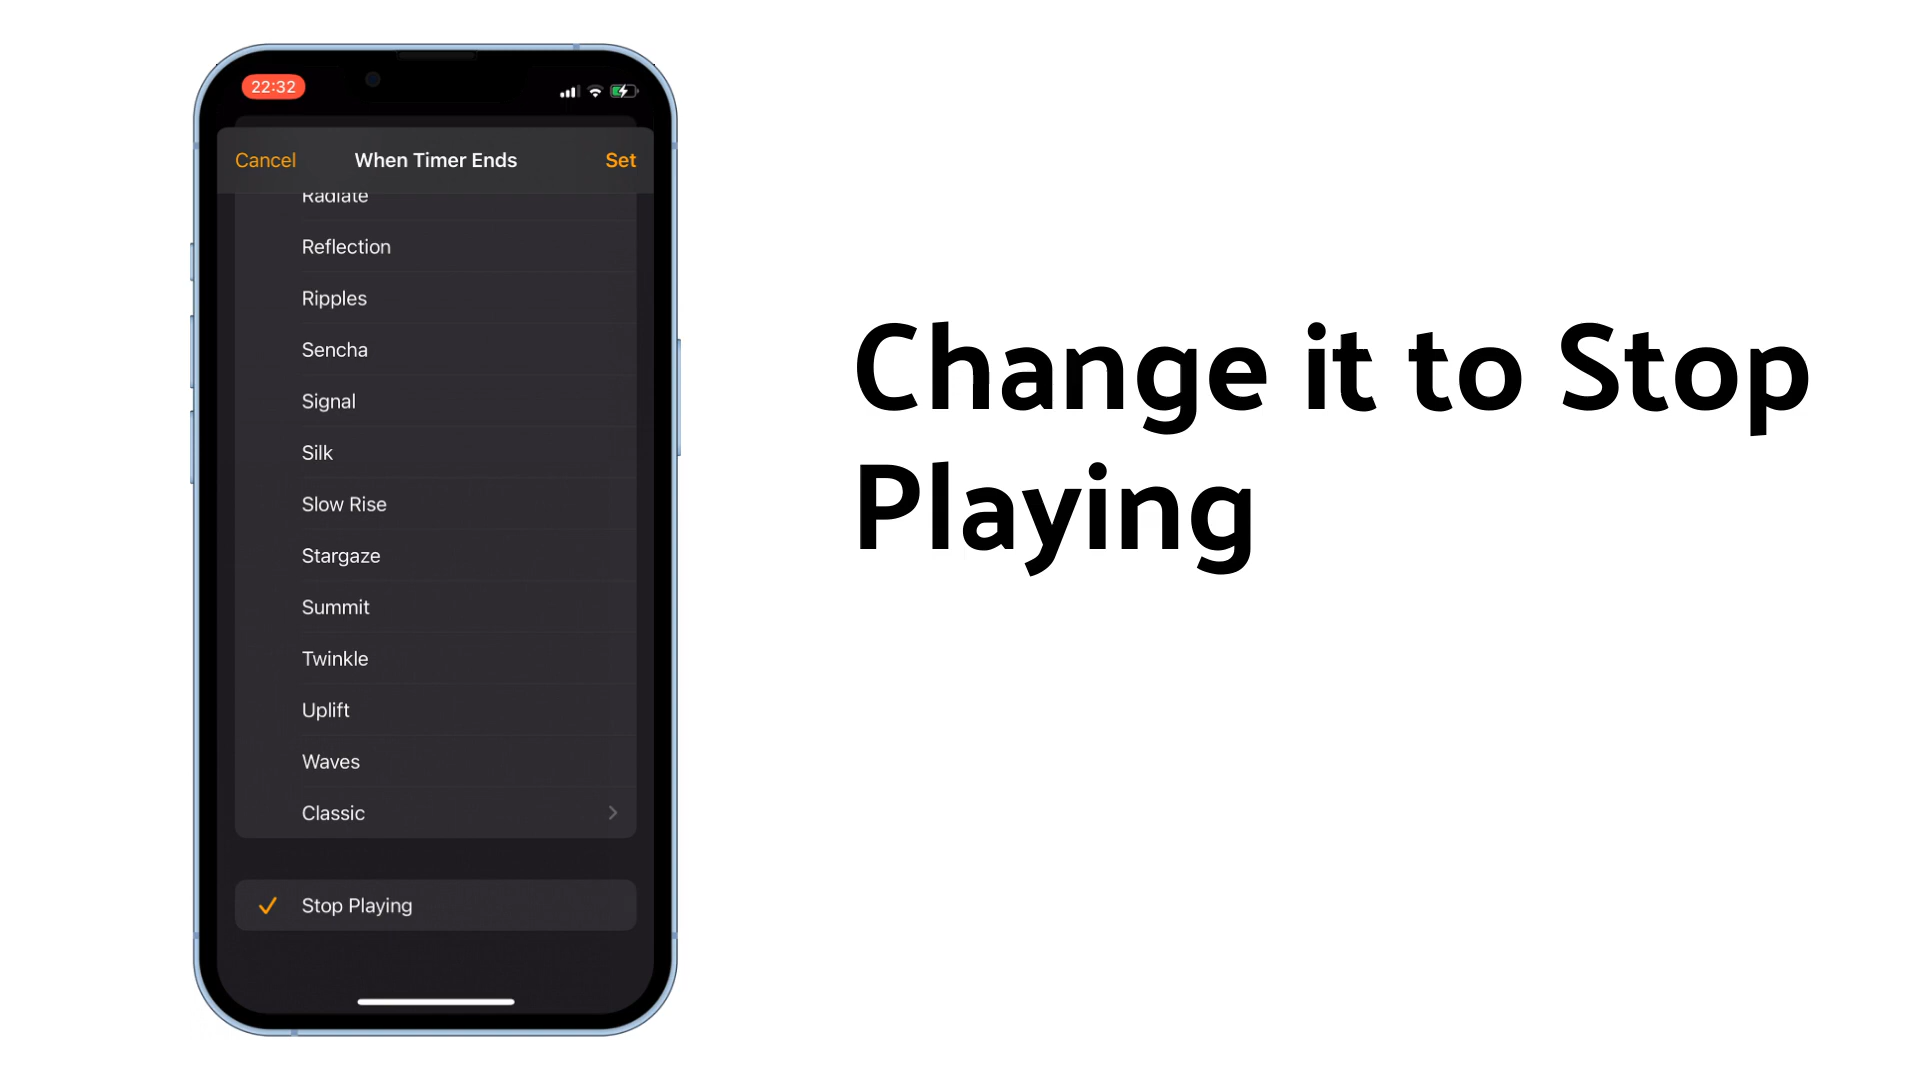 22:32
Cancel When Timer Ends Set
Radiate
Reflection
Ripples
Sencha
Signal
Silk
Slow Rise
Stargaze
Summit
Twinkle
Uplift
Waves
Classic
Stop Playing
Change it to Stop
Playing